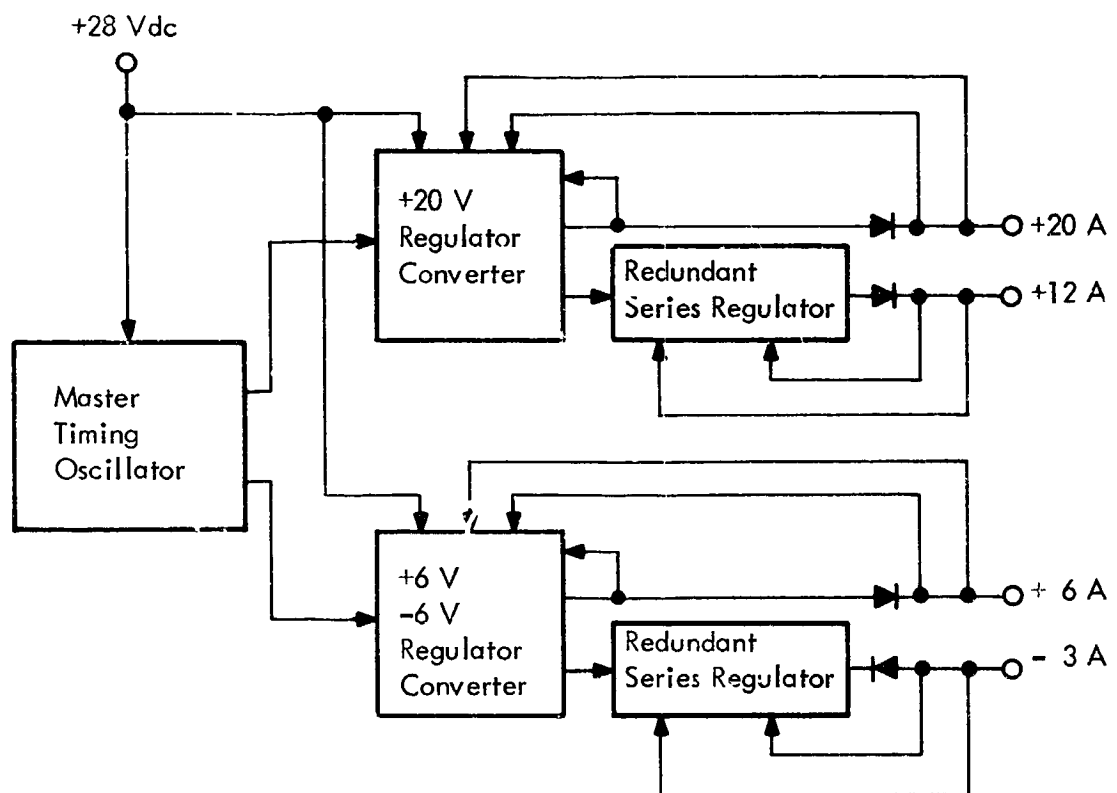 +28 Vdc
+20 V
Regulator
Converter
+20 A
Redundant
Series Regulator
+12 A
Master
Timing
Oscillator
+6 V
-6 V
Regulator
Converter
+ 6 A
Redundant
Series Regulator
- 3 A